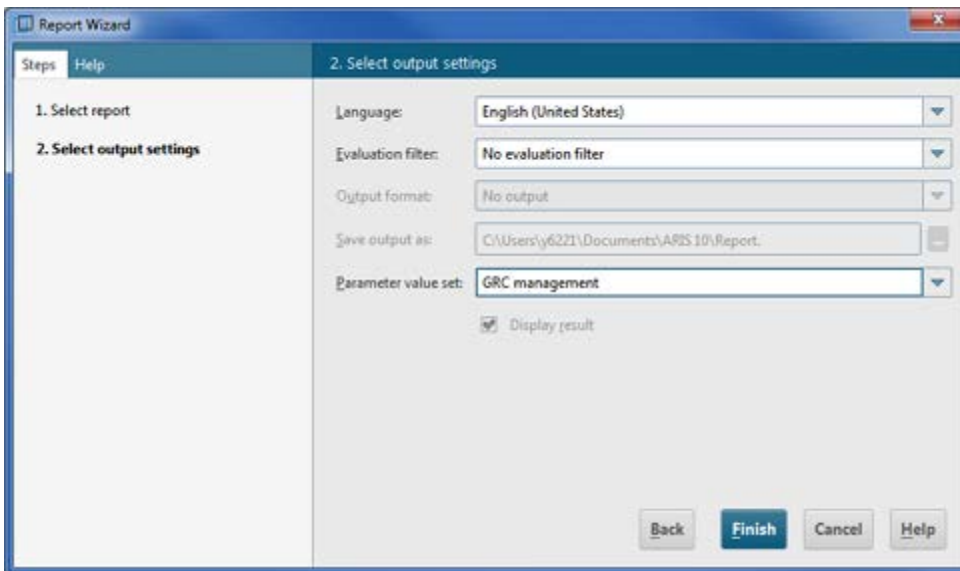 Report Wizard
Steps Help
2. Select output settings
1. Select report
2. Select output settings
Language: English (United States)
Evaluation filter: No evaluation filter
Output format: No output
Save output as: C:\Users\y6221\Documents\ARIS 10\Report.
...
Parameter value set: GRC management
Display result
Back Finish Cancel Help